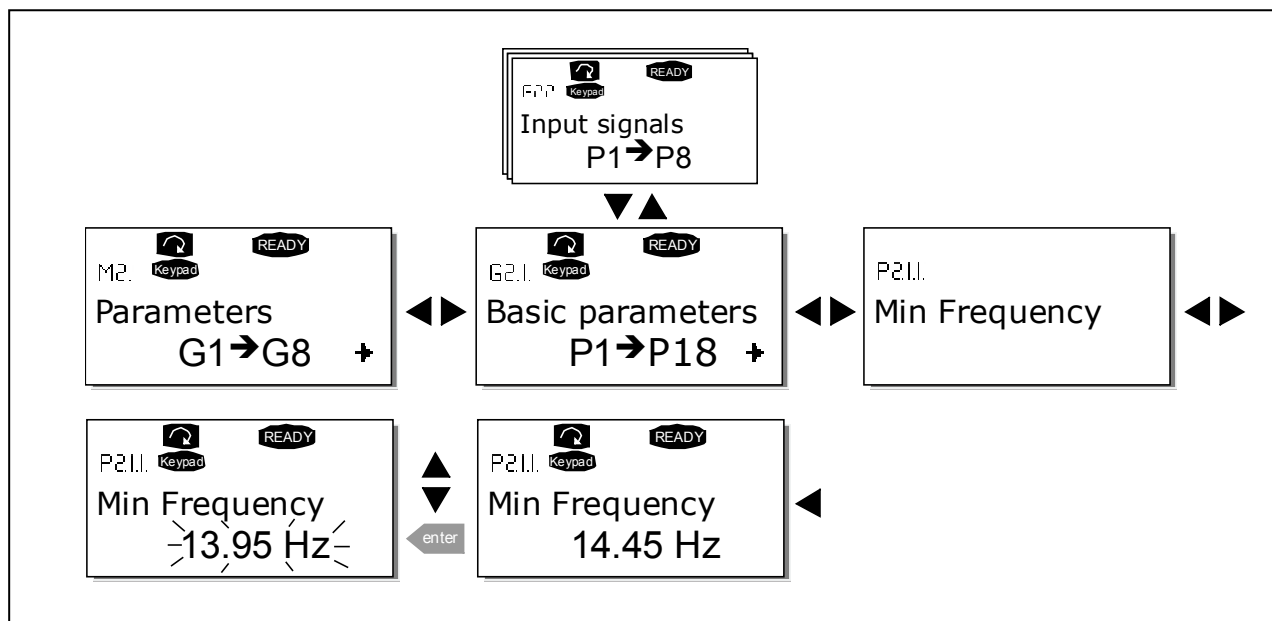 READY
Keypad
Input signals
P1➔P8
READY
M2. Keypad
Parameters
G1➔G8
READY
G2.1. Keypad
Basic parameters
P1➔P18
P2.1.1.
Min Frequency
READY
P2.1.1. Keypad
Min Frequency
13.95 Hz
enter
READY
P2.1.1. Keypad
Min Frequency
14.45 Hz